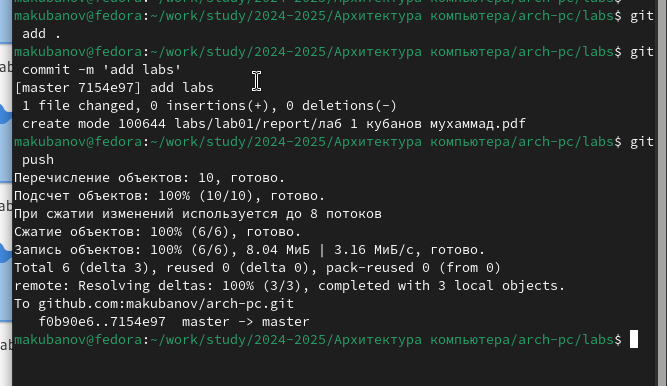 makubanov@fedora:~/work/study/2024-2025/Архитектура компьютера/arch-pc/labs$ git
add .
makubanov@fedora:~/work/study/2024-2025/Архитектура компьютера/arch-pc/labs$ git
commit -m 'add labs'
[master 7154e97] add labs
1 file changed, 0 insertions(+), 0 deletions(-)
create mode 100644 labs/lab01/report/лаб 1 кубанов мухаммад.pdf
makubanov@fedora:~/work/study/2024-2025/Архитектура компьютера/arch-pc/labs$ git
push
Перечисление объектов: 10, готово.
Подсчет объектов: 100% (10/10), готово.
При сжатии изменений используется до 8 потоков
Сжатие объектов: 100% (6/6), готово.
Запись объектов: 100% (6/6), 8.04 МиБ | 3.16 МиБ/с, готово.
Total 6 (delta 3), reused 0 (delta 0), pack-reused 0 (from 0)
remote: Resolving deltas: 100% (3/3), completed with 3 local objects.
To github.com:makubanov/arch-pc.git
f0b90e6..7154e97  master -> master
makubanov@fedora:~/work/study/2024-2025/Архитектура компьютера/arch-pc/labs$